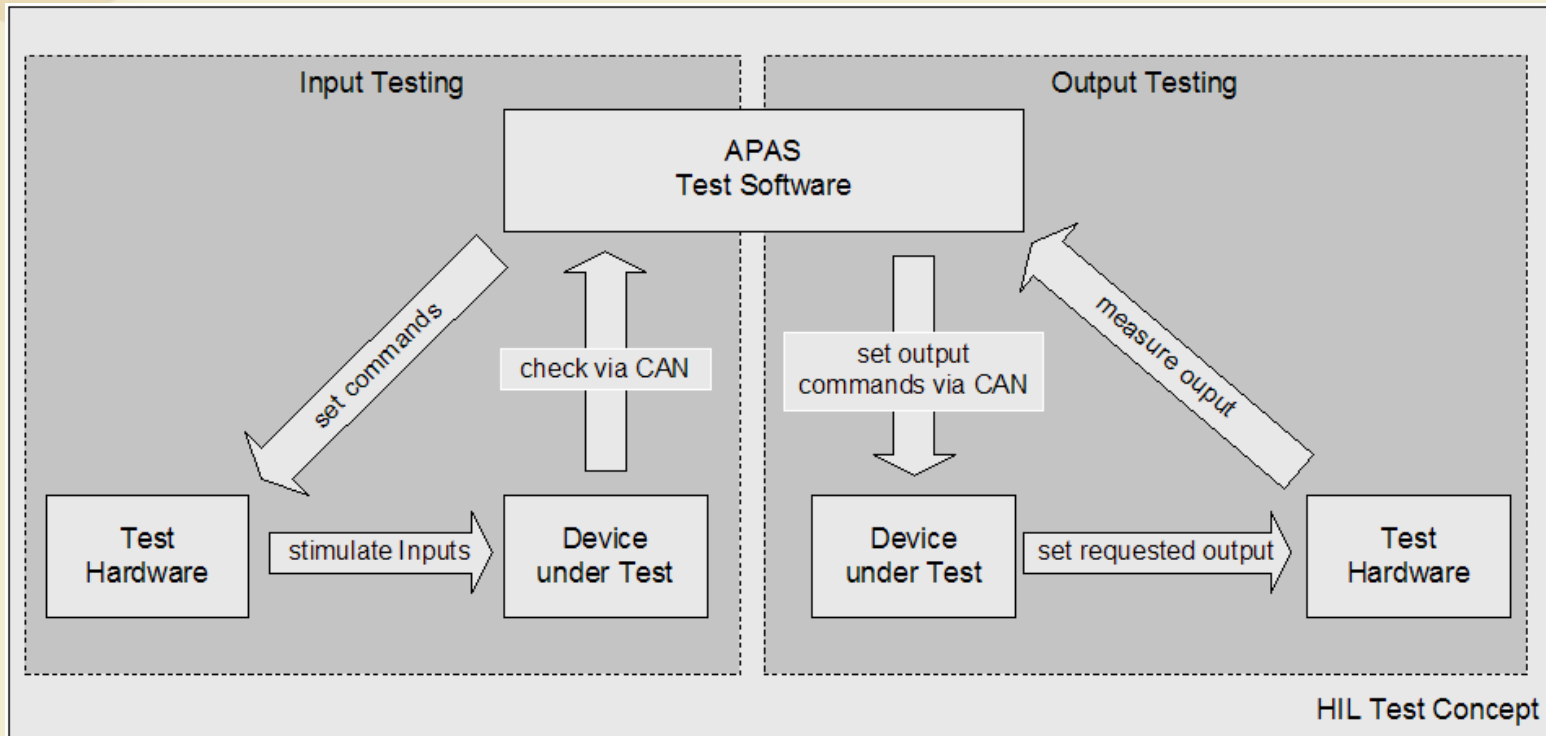 Input Testing
Output Testing
APAS
Test Software
set commands
check via CAN
set output
commands via CAN
measure ouput
Test
Hardware
stimulate Inputs
Device
under Test
Device
under Test
set requested output
Test
Hardware
HIL Test Concept